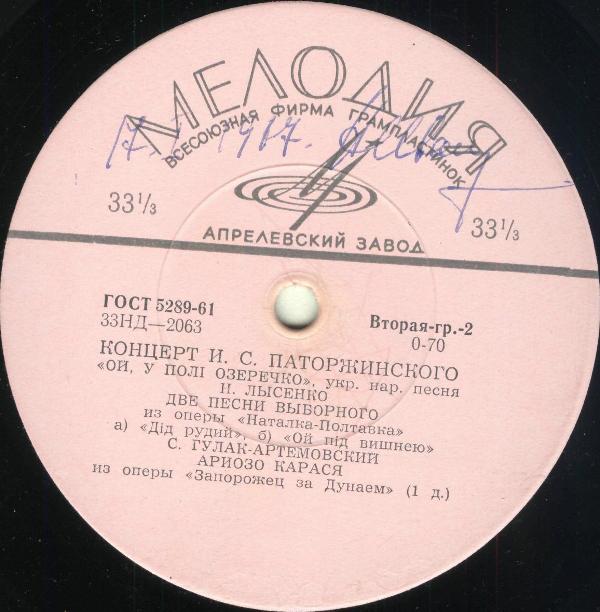 МЕЛОДИЯ
ВСЕСОЮЗНАЯ ФИРМА ГРАМПЛАСТИНОК
33⅓
33⅓
АПРЕЛЕВСКИЙ ЗАВОД
ГОСТ 5289-61
Вторая-гр.-2
33НД—2063
0-70
КОНЦЕРТ И. С. ПАТОРЖИНСКОГО
«ОЙ, У ПОЛІ ОЗЕРЕЧКО», укр. нар. песня
Н. ЛЫСЕНКО
ДВЕ ПЕСНИ ВЫБОРНОГО
из оперы «Наталка-Полтавка»
а) «Дід рудий» б) «Ой під вишнею»
С. ГУЛАК-АРТЕМОВСКИЙ
АРИОЗО КАРАСЯ
из оперы «Запорожец за Дунаем» (1 д.)